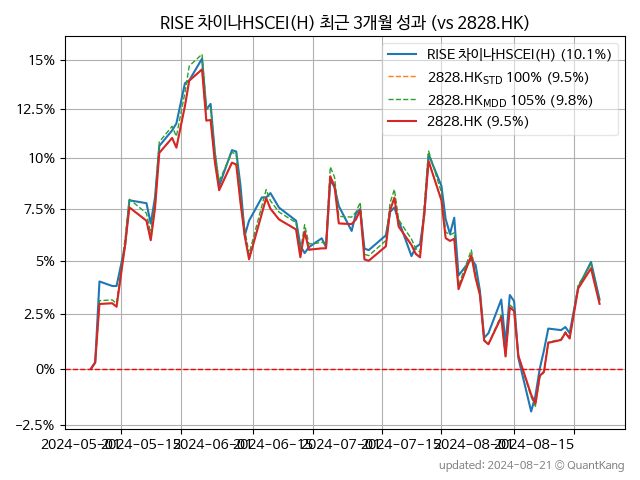 RISE 차이나HSCEI(H) 최근 3개월 성과 (vs 2828.HK)
RISE 차이나HSCEI(H) (10.1%)
2828.HKSTD 100% (9.5%)
2828.HKMDD 105% (9.8%)
2828.HK (9.5%)
15%
12.5%
10%
7.5%
5%
2.5%
0%
−2.5%
2024-05-01
2024-05-15
2024-06-01
2024-06-15
2024-07-01
2024-07-15
2024-08-01
2024-08-15
updated: 2024-08-21 © QuantKang